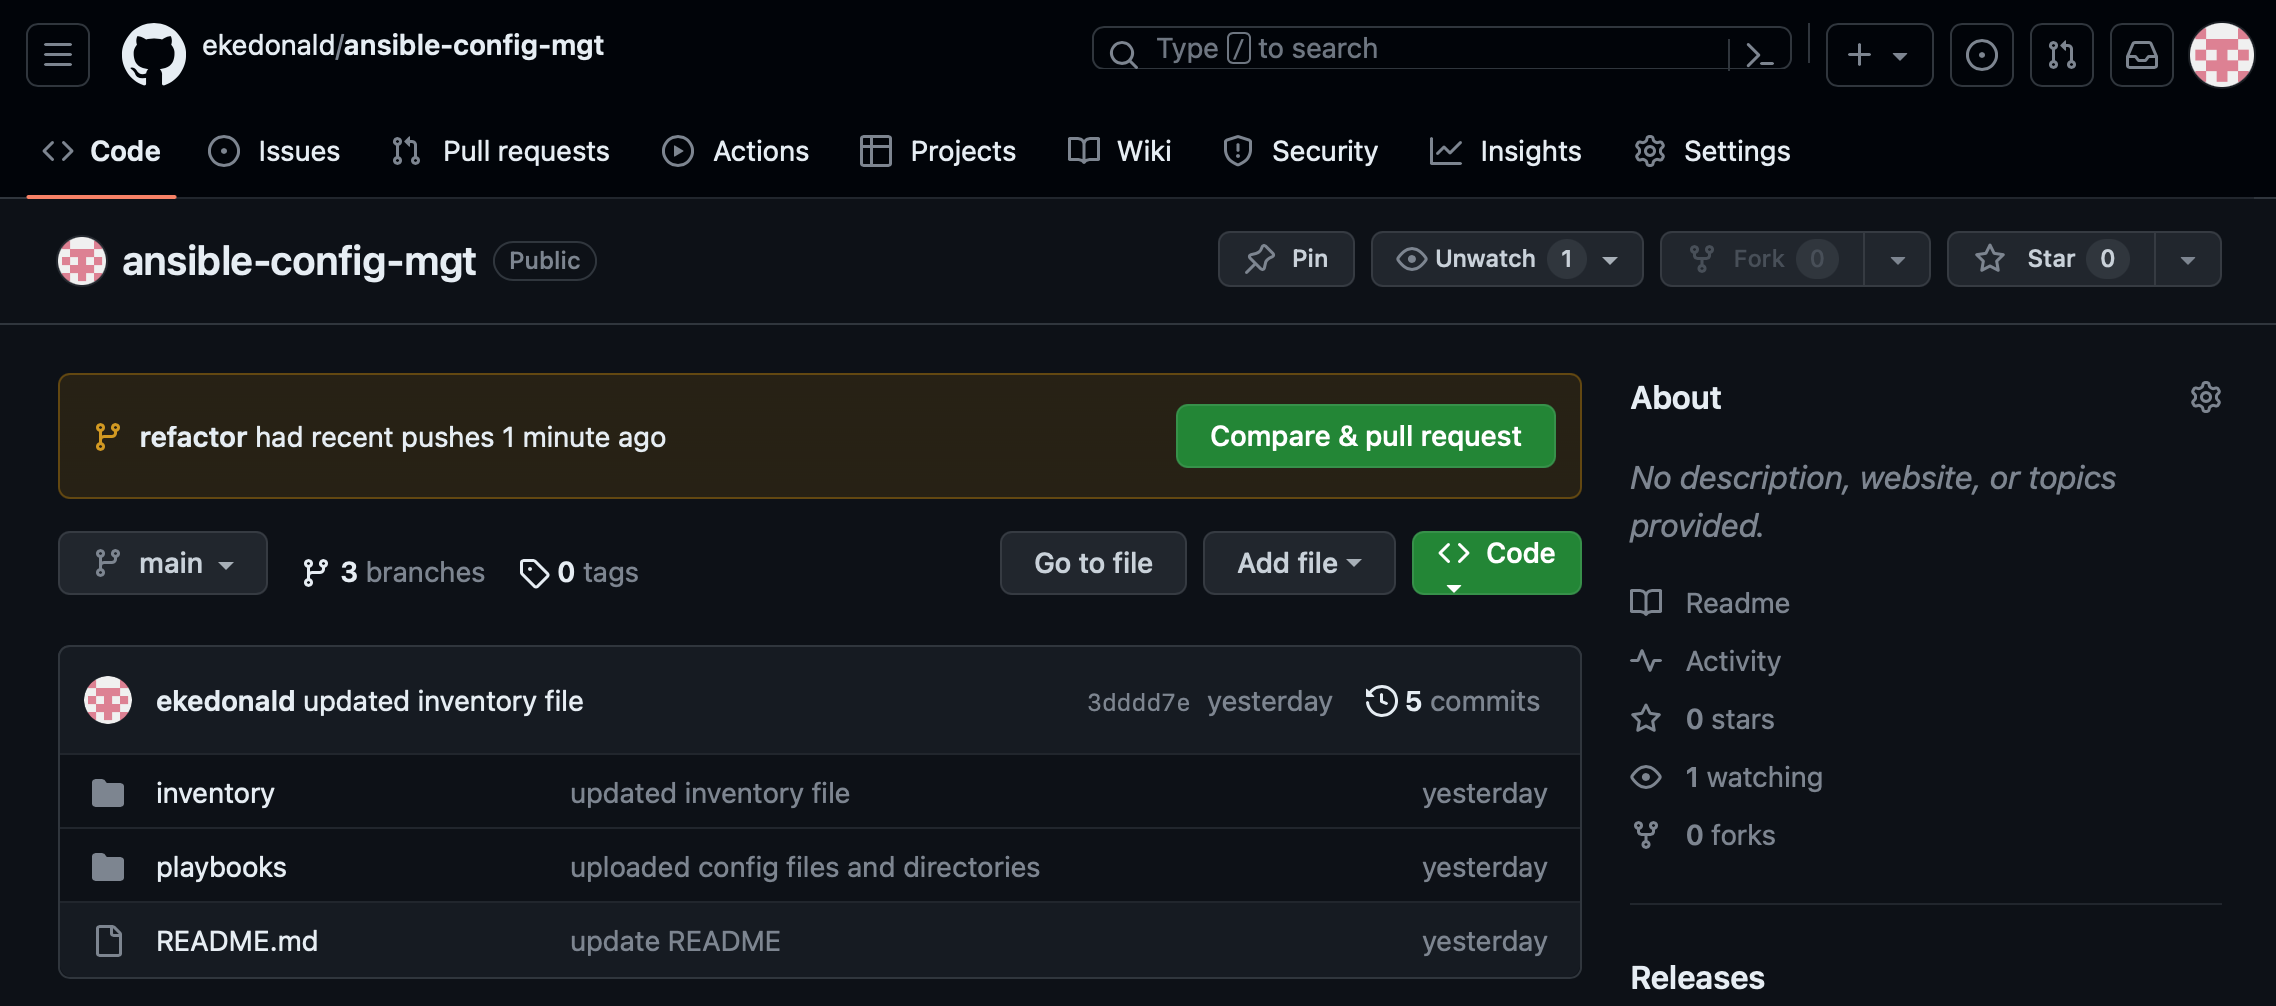 ekedonald/ansible-config-mgt
Type / to search
Code Issues Pull requests Actions Projects Wiki Security Insights Settings
ansible-config-mgt Public
Pin Unwatch 1 Fork 0 Star 0
refactor had recent pushes 1 minute ago
Compare & pull request
main 3 branches 0 tags
Go to file Add file Code
ekedonald updated inventory file 3dddd7e yesterday 5 commits
inventory updated inventory file yesterday
playbooks uploaded config files and directories yesterday
README.md update README yesterday
About
No description, website, or topics
provided.
Readme
Activity
0 stars
1 watching
0 forks
Releases